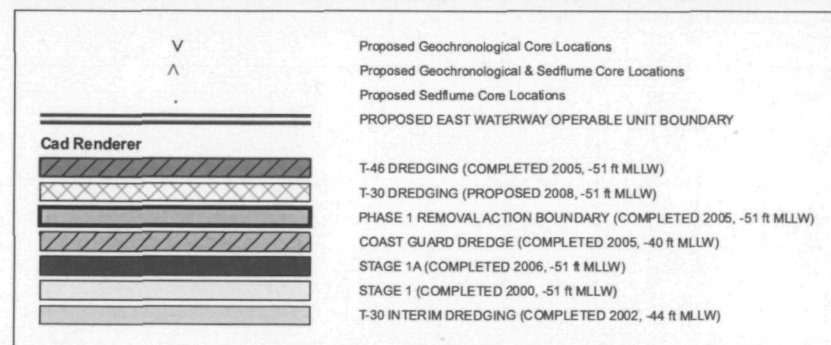 Proposed Geochronological Core Locations
Proposed Geochronological & Sedflume Core Locations
Proposed Sedflume Core Locations
PROPOSED EAST WATERWAY OPERABLE UNIT BOUNDARY
Cad Renderer
T-46 DREDGING (COMPLETED 2005, -51 ft MLLW)
T-30 DREDGING (PROPOSED 2008, -51 ft MLLW)
PHASE 1 REMOVAL ACTION BOUNDARY (COMPLETED 2005, -51 ft MLLW)
COAST GUARD DREDGE (COMPLETED 2005, -40 ft MLLW)
STAGE 1A (COMPLETED 2006, -51 ft MLLW)
STAGE 1 (COMPLETED 2000, -51 ft MLLW)
T-30 INTERIM DREDGING (COMPLETED 2002, -44 ft MLLW)